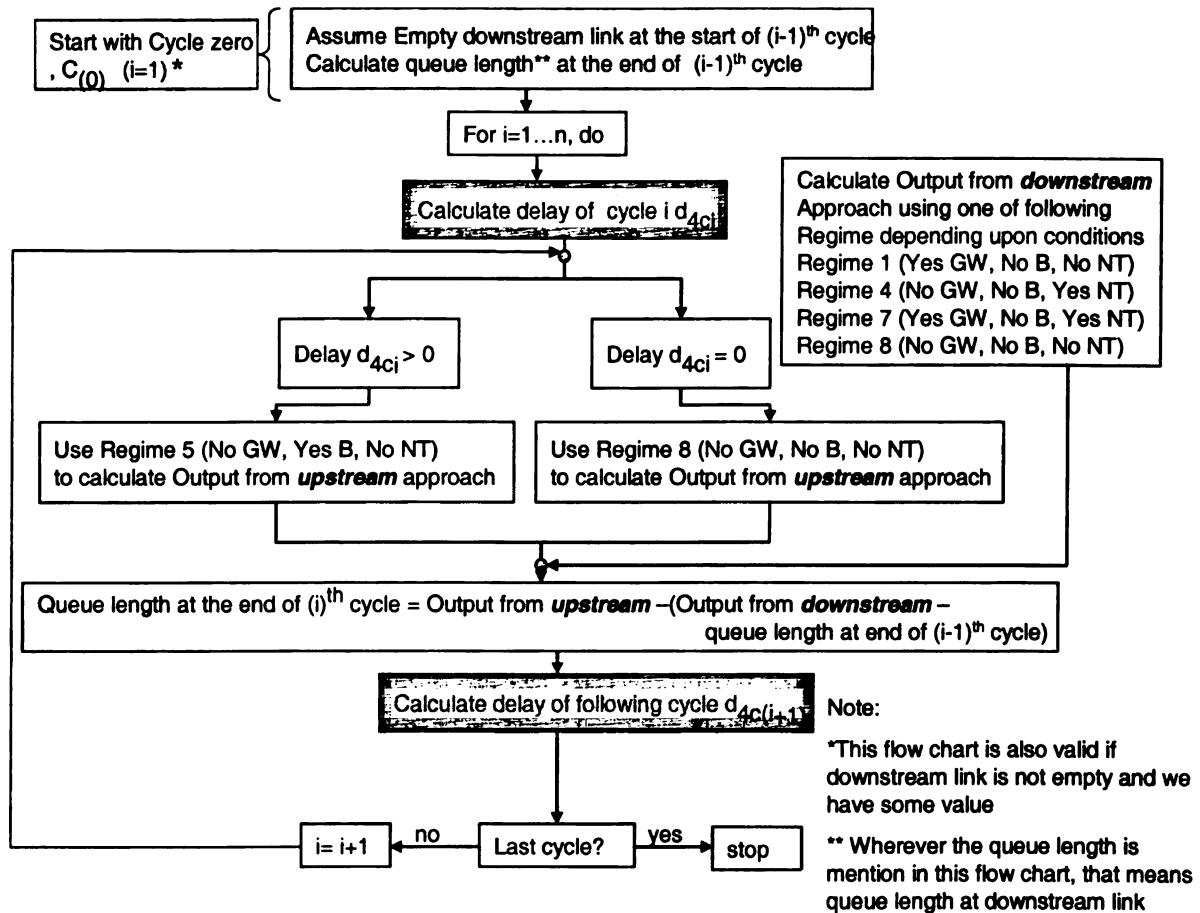 Start with Cycle zero
, C(0) (i=1) *
Assume Empty downstream link at the start of (i-1)th cycle
Calculate queue length** at the end of (i-1)th cycle
For i=1...n, do
Calculate delay of cycle i d4ci
Calculate Output from downstream
Approach using one of following
Regime depending upon conditions
Regime 1 (Yes GW, No B, No NT)
Regime 4 (No GW, No B, Yes NT)
Regime 7 (Yes GW, No B, Yes NT)
Regime 8 (No GW, No B, No NT)
Delay d4ci > 0
Delay d4ci = 0
Use Regime 5 (No GW, Yes B, No NT)
to calculate Output from upstream approach
Use Regime 8 (No GW, No B, No NT)
to calculate Output from upstream approach
Queue length at the end of (i)th cycle = Output from upstream –(Output from downstream –
queue length at end of (i-1)th cycle)
Calculate delay of following cycle d4c(i+1)
Note:
*This flow chart is also valid if
downstream link is not empty and we
have some value
** Wherever the queue length is
mention in this flow chart, that means
queue length at downstream link
i= i+1
no
Last cycle?
yes
stop